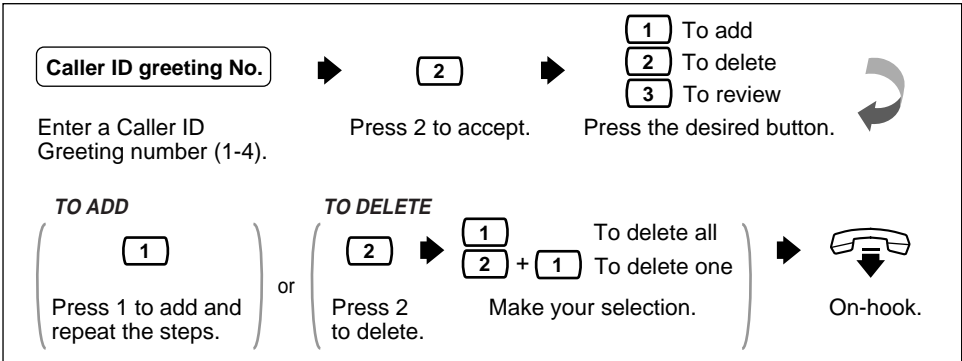 Caller ID greeting No.
2
1 To add
2 To delete
3 To review
Enter a Caller ID
Greeting number (1-4).
Press 2 to accept.
Press the desired button.
TO ADD
1
Press 1 to add and
repeat the steps.
or
TO DELETE
2
Press 2
to delete.
1 To delete all
2 + 1 To delete one
Make your selection.
On-hook.